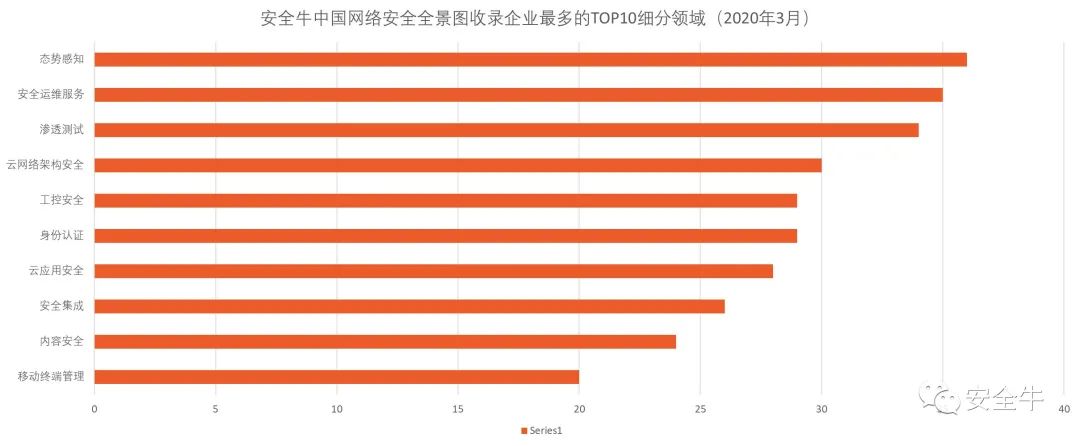 安全牛中国网络安全全景图收录企业最多的TOP10细分领域（2020年3月）
态势感知
安全运维服务
渗透测试
云网络架构安全
工控安全
身份认证
云应用安全
安全集成
内容安全
移动终端管理
0 5 10 15 20 25 30 40
Series1
安全牛